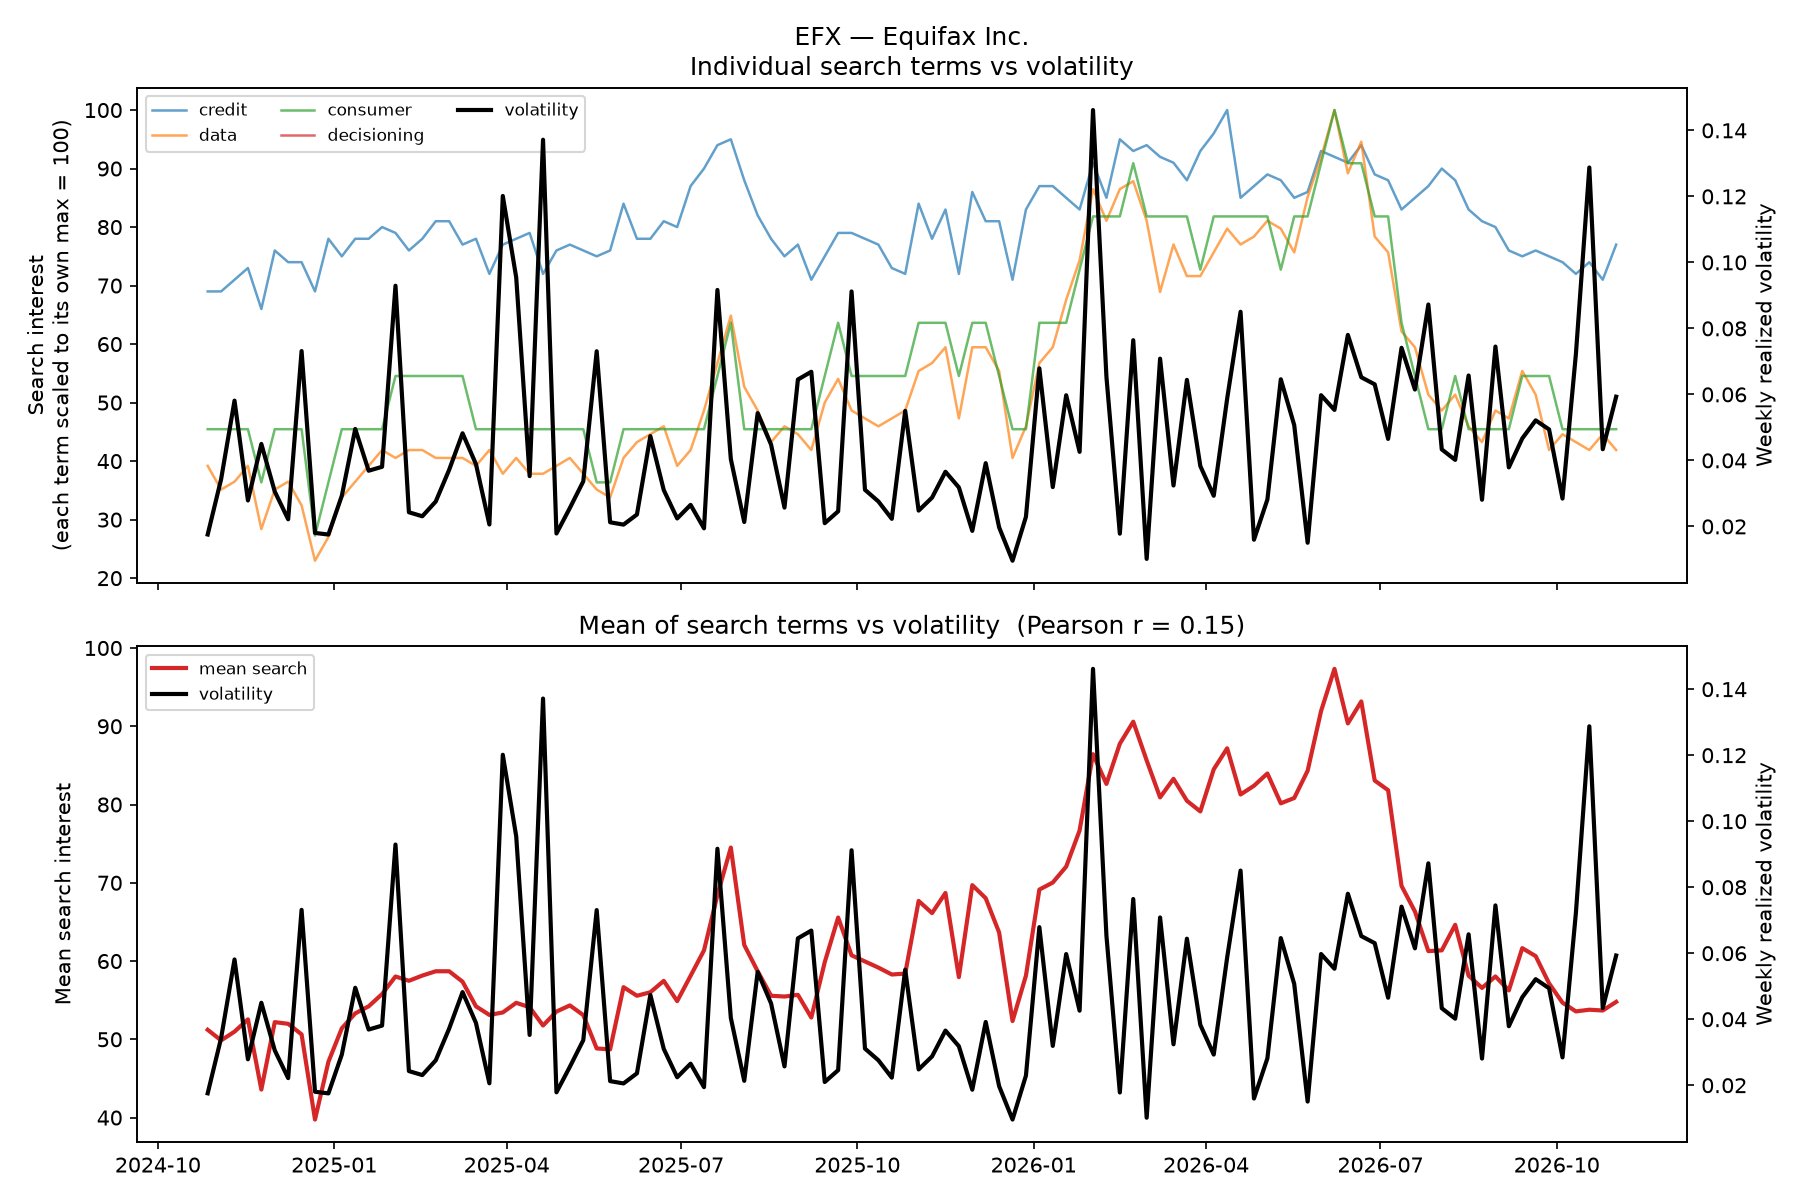 EFX — Equifax Inc.
Individual search terms vs volatility
credit
data
consumer
decisioning
volatility
Search interest
(each term scaled to its own max = 100)
100
90
80
70
60
50
40
30
20
0.14
0.12
0.10
0.08
0.06
0.04
0.02
Weekly realized volatility
Mean of search terms vs volatility (Pearson r = 0.15)
mean search
volatility
Mean search interest
100
90
80
70
60
50
40
0.14
0.12
0.10
0.08
0.06
0.04
0.02
Weekly realized volatility
2024-10
2025-01
2025-04
2025-07
2025-10
2026-01
2026-04
2026-07
2026-10